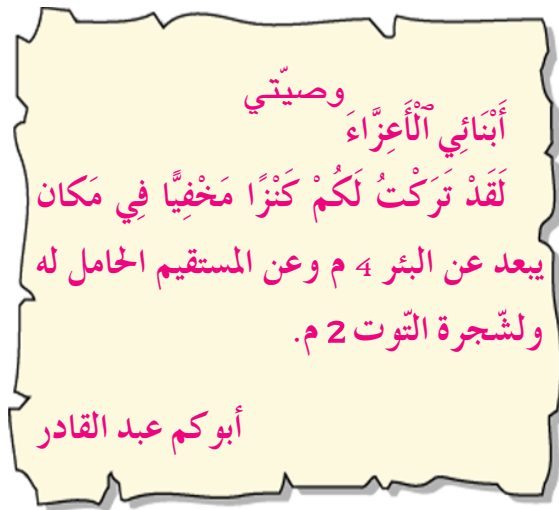 وصيّتي
أَبْنَائِي ٱلْأَعِزَّاءَ
لَقَدْ تَرَكْتُ لَكُمْ كَنْزًا مَخْفِيًّا فِي مَكان
يبعد عن البئر 4 م وعن المستقيم الحامل له
ولشّجرة التّوت 2 م.
أبوكم عبد القادر